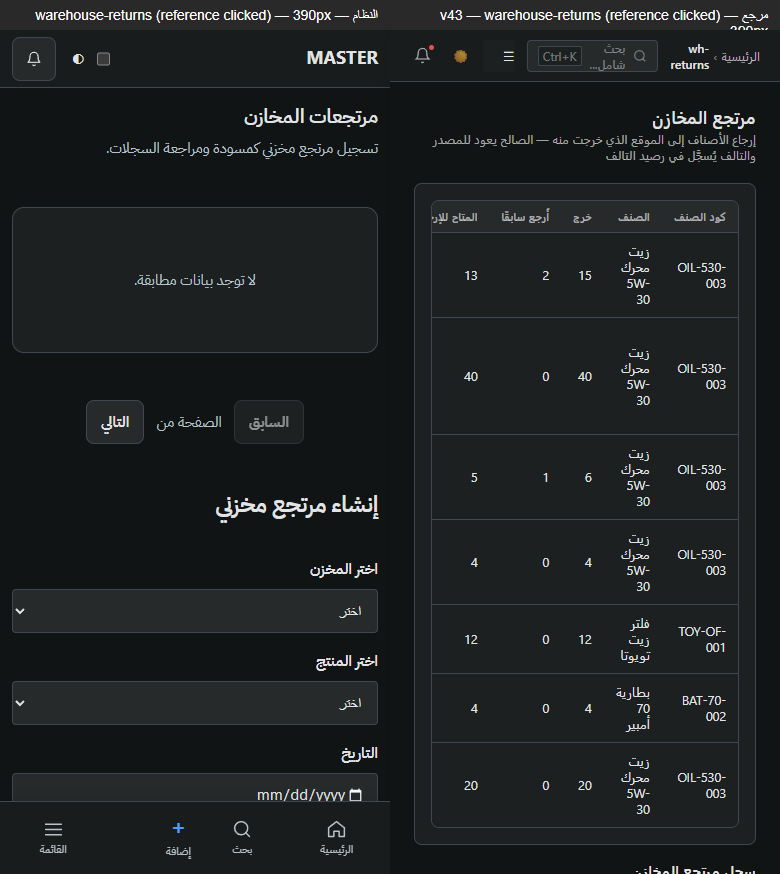 مرجع — v43 — warehouse-returns (reference clicked) —
الرئيسية › wh-returns
بحث شامل...
Ctrl+K
مرتجع المخازن
إرجاع الأصناف إلى الموقع الذي خرجت منه — الصالح يعود للمصدر
والتالف يُسجَّل في رصيد التالف
كود الصنف الصنف خرج أُرجع سابقًا
OIL-530-003 زيت محرك 5W-30 15 2 13
OIL-530-003 زيت محرك 5W-30 40 0 40
OIL-530-003 زيت محرك 5W-30 6 1 5
OIL-530-003 زيت محرك 5W-30 4 0 4
TOY-OF-001 فلتر زيت تويوتا 12 0 12
BAT-70-002 بطارية 70 أمبير 4 0 4
OIL-530-003 زيت محرك 5W-30 20 0 20
النظام — warehouse-returns (reference clicked) — 390px
MASTER
مرتجعات المخازن
تسجيل مرتجع مخزني كمسودة ومراجعة السجلات.
لا توجد بيانات مطابقة.
السابق الصفحة من التالي
إنشاء مرتجع مخزني
اختر المخزن
اختر
اختر المنتج
اختر
التاريخ
mm/dd/yyyy
الرئيسية
بحث
إضافة
القائمة